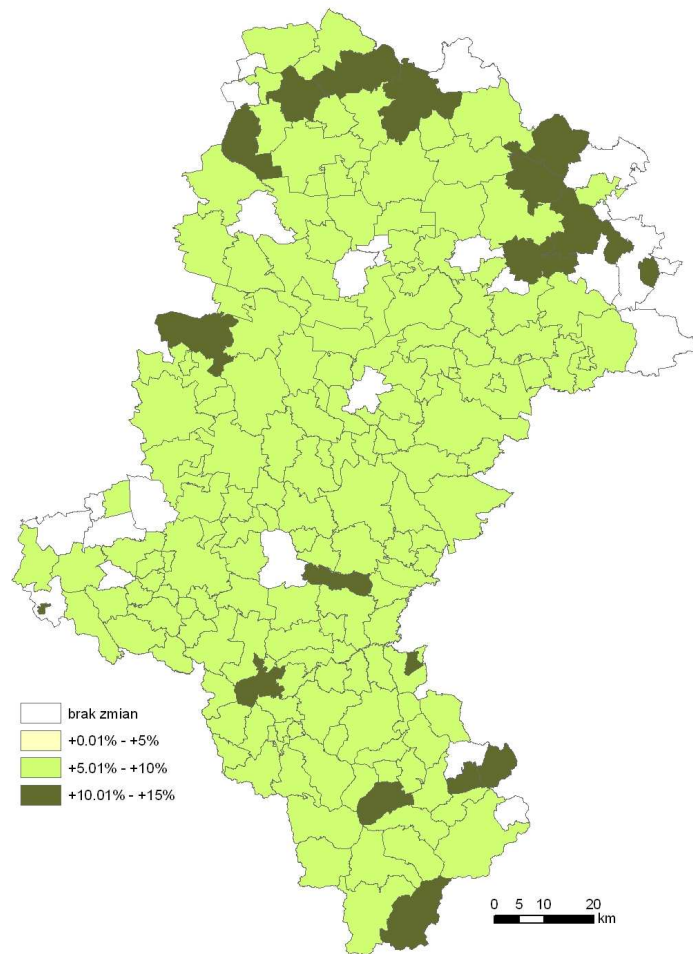 brak zmian
+0.01% - +5%
+5.01% - +10%
+10.01% - +15%
0 5 10 20
km